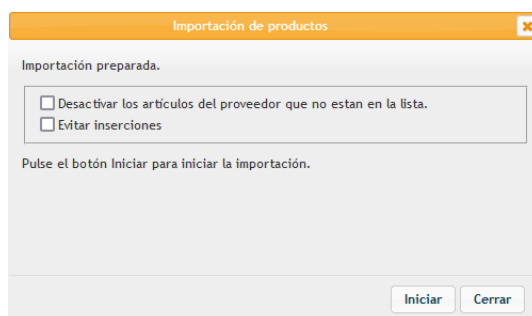 Importación de productos
Importación preparada.
Desactivar los artículos del proveedor que no estan en la lista.
Evitar inserciones
Pulse el botón Iniciar para iniciar la importación.
Iniciar Cerrar